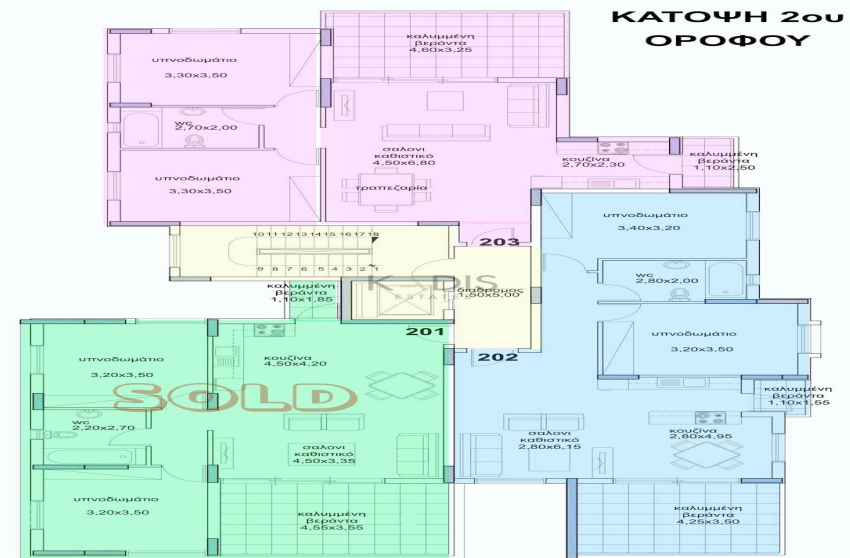 ΚΑΤΟΨΗ 2ου
ΟΡΟΦΟΥ
καλυμμένη
βεράντα
4,60x3,25
υπνοδωμάτιο
3,30x3,50
wc
2,70x2,00
σαλονι
καθιστικό
4,50x6,80
τραπεζαρία
κουζίνα
2,70x2,30
καλυμμένη
βεράντα
1,10x2,50
υπνοδωμάτιο
3,30x3,50
υπνοδωμάτιο
3,40x3,20
10 11 12 13 14 15 16 17 18
9 8 7 6 5 4 3 2 1
203
wc
2,80x2,00
KADIS
ESTATES
διαδρομος
1,50x5,00
καλυμμένη
βεράντα
1,10x1,85
201
202
υπνοδωμάτιο
3,20x3,50
υπνοδωμάτιο
3,20x3,50
κουζίνα
4,50x4,20
SOLD
καλυμμένη
βεράντα
1,10x1,55
wc
2,20x2,70
σαλονι
καθιστικό
4,50x3,35
σαλονι
καθιστικό
2,80x6,15
κουζίνα
2,80x4,95
υπνοδωμάτιο
3,20x3,50
καλυμμένη
βεράντα
4,55x3,55
καλυμμένη
βεράντα
4,25x3,50